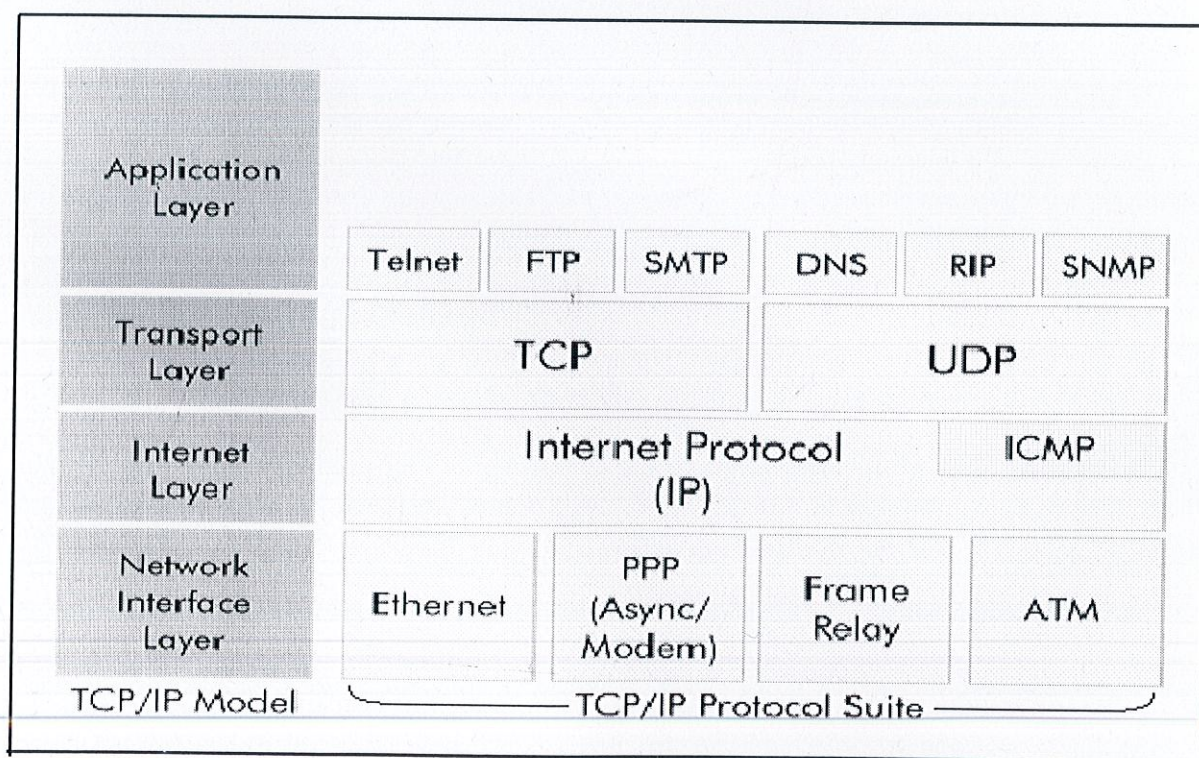 Application
Layer
Telnet
FTP
SMTP
DNS
RIP
SNMP
Transport
Layer
TCP
UDP
Internet
Layer
Internet Protocol
(IP)
ICMP
Network
Interface
Layer
Ethernet
PPP
(Async/
Modem)
Frame
Relay
ATM
TCP/IP Model
TCP/IP Protocol Suite